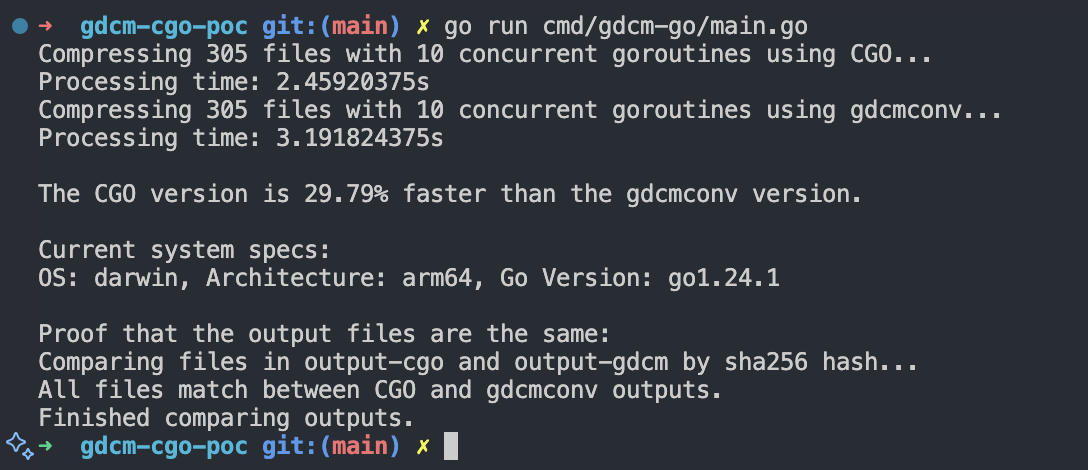 ➜ gdcm-cgo-poc git:(main) ✗ go run cmd/gdcm-go/main.go
Compressing 305 files with 10 concurrent goroutines using CGO...
Processing time: 2.45920375s
Compressing 305 files with 10 concurrent goroutines using gdcmconv...
Processing time: 3.191824375s
The CGO version is 29.79% faster than the gdcmconv version.
Current system specs:
OS: darwin, Architecture: arm64, Go Version: go1.24.1
Proof that the output files are the same:
Comparing files in output-cgo and output-gdcm by sha256 hash...
All files match between CGO and gdcmconv outputs.
Finished comparing outputs.
➜ gdcm-cgo-poc git:(main) ✗